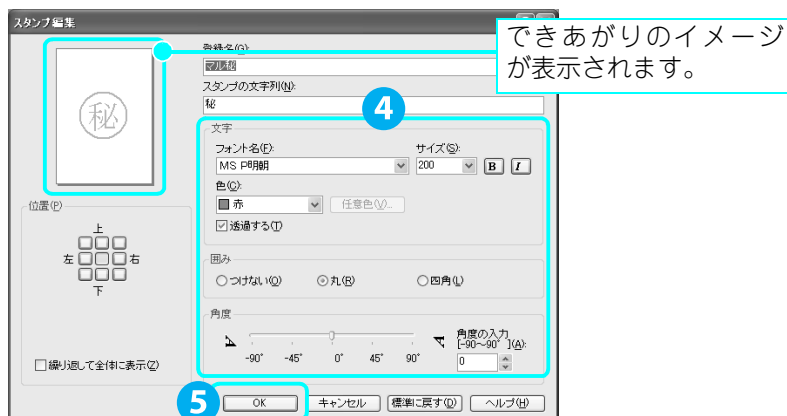 スタンプ編集
できあがりのイメージ
が表示されます。
登録名(G):
マル秘
スタンプの文字列(N):
秘
秘
4
文字
フォント名(F):
サイズ(S):
MS P明朝
200
B
I
色(C):
赤
任意色(V)...
透過する(T)
位置(P)
上
左
右
下
囲み
つけない(O)
丸(R)
四角(L)
角度
-90°
-45°
0°
45°
90°
角度の入力
[-90～90° ](A):
0
繰り返して全体に表示(Z)
5
OK
キャンセル
標準に戻す(D)
ヘルプ(H)